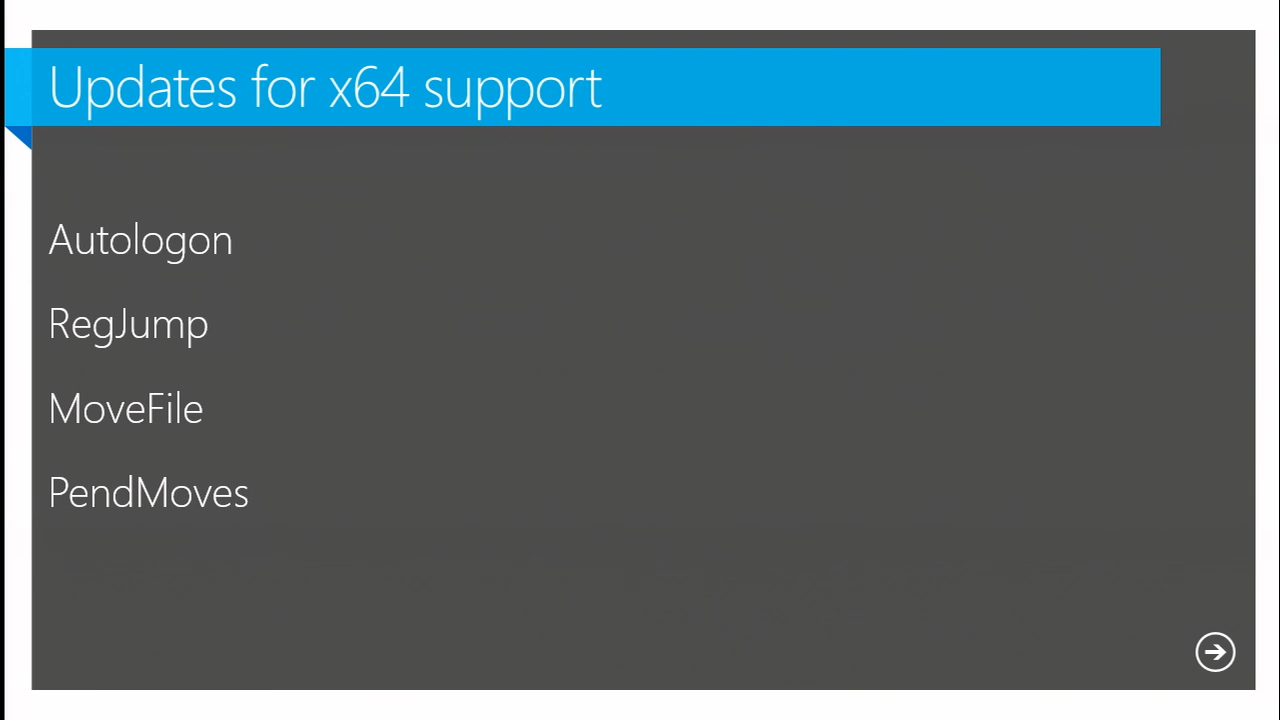 Updates for x64 support
Autologon
RegJump
MoveFile
PendMoves